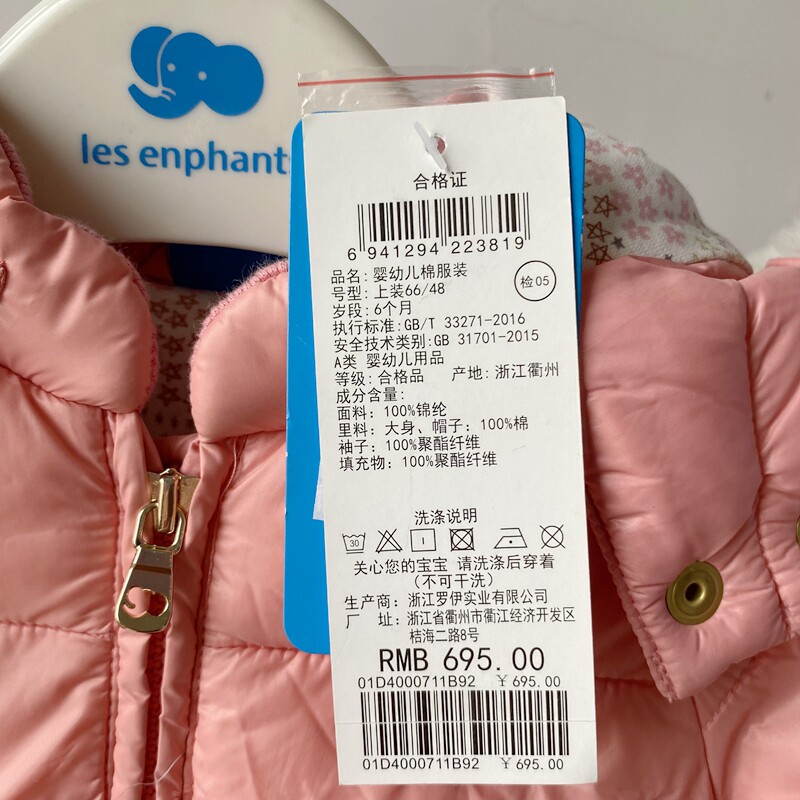 les enphants
合格证
6 941294 223819
品名: 婴幼儿棉服装
号型: 上装66/48
检05
岁段: 6个月
执行标准:GB/T 33271-2016
安全技术类别:GB 31701-2015
A类 婴幼儿用品
等级: 合格品 产地: 浙江衢州
成分含量:
面料: 100%锦纶
里料: 大身、帽子: 100%棉
袖子: 100%聚酯纤维
填充物: 100%聚酯纤维
洗涤说明
30
关心您的宝宝 请洗涤后穿着
(不可干洗)
生产商: 浙江罗伊实业有限公司
厂 址: 浙江省衢州市衢江经济开发区
桔海二路8号
RMB 695.00
01D4000711B92 ¥ 695.00
01D4000711B92 ¥ 695.00